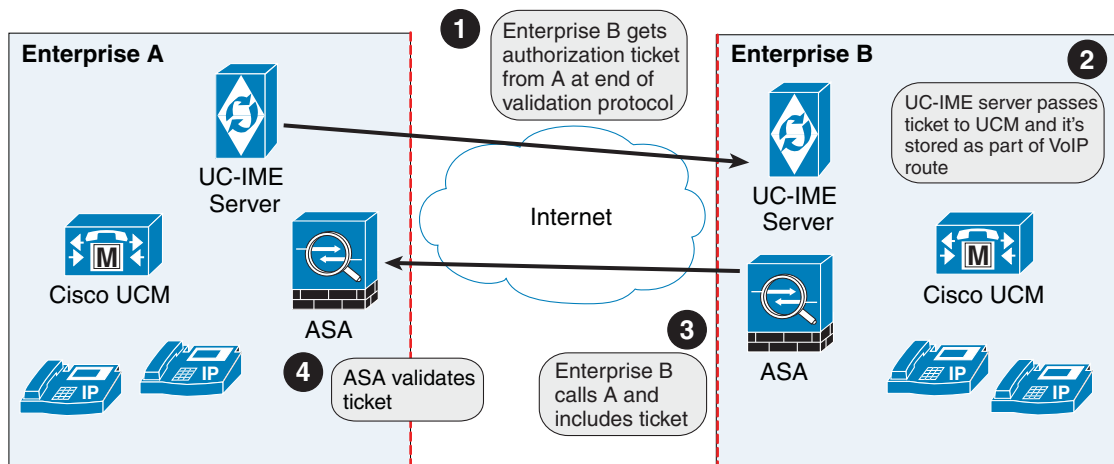 Enterprise A
1
Enterprise B gets
authorization ticket
from A at end of
validation protocol
Enterprise B
2
UC-IME server passes
ticket to UCM and it's
stored as part of VoIP
route
UC-IME
Server
Internet
UC-IME
Server
M
Cisco UCM
ASA
M
Cisco UCM
ASA
IP
IP
4
ASA validates
ticket
3
Enterprise B
calls A and
includes ticket
IP
IP